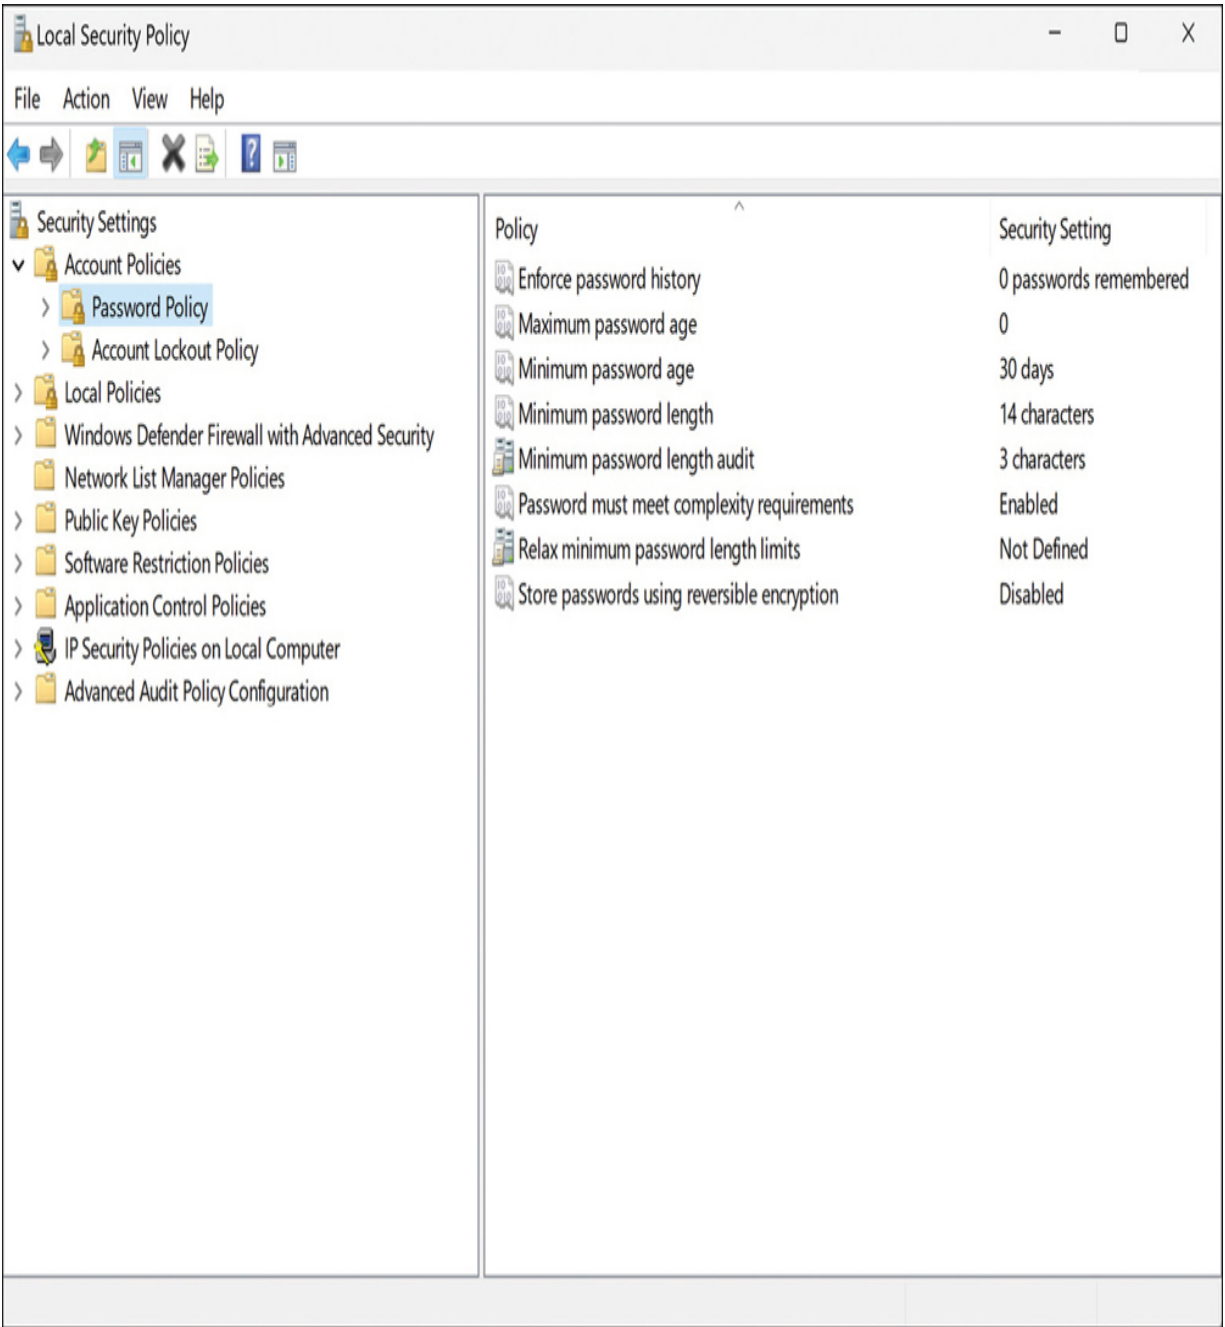 Local Security Policy
File Action View Help
Security Settings
Account Policies
Password Policy
Account Lockout Policy
Local Policies
Windows Defender Firewall with Advanced Security
Network List Manager Policies
Public Key Policies
Software Restriction Policies
Application Control Policies
IP Security Policies on Local Computer
Advanced Audit Policy Configuration
Policy Security Setting
Enforce password history 0 passwords remembered
Maximum password age 0
Minimum password age 30 days
Minimum password length 14 characters
Minimum password length audit 3 characters
Password must meet complexity requirements Enabled
Relax minimum password length limits Not Defined
Store passwords using reversible encryption Disabled